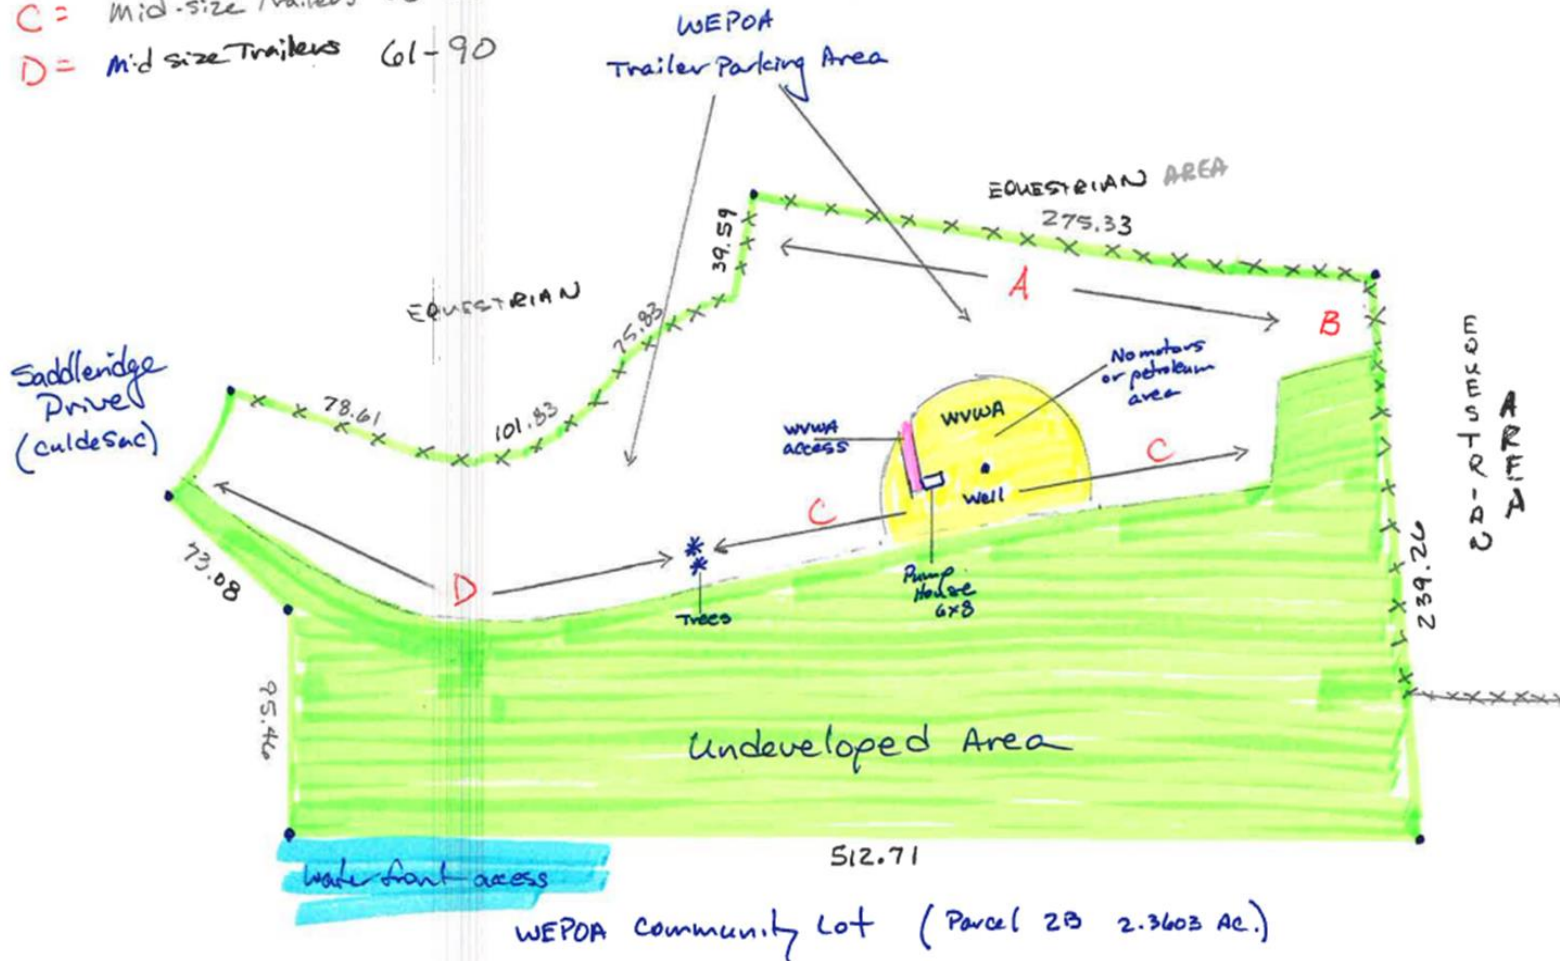 C = Mid-size Trailers
D = Mid size Trailers 61-90
WEPOA
Trailer Parking Area
EQUESTRIAN AREA
275.33
39.59
A
B
EQUESTRIAN
75.83
Saddleridge
Drive
(culdesac)
78.61
101.83
No motors
or petroleum
area
WVWA
WVWA
access
C
Well
C
EQUESTRIAN
AREA
73.08
D
Trees
Pump
House
6x8
239.26
Undeveloped Area
512.71
Waterfront access
WEPOA Community Lot (Parcel 2B 2.3603 AC.)